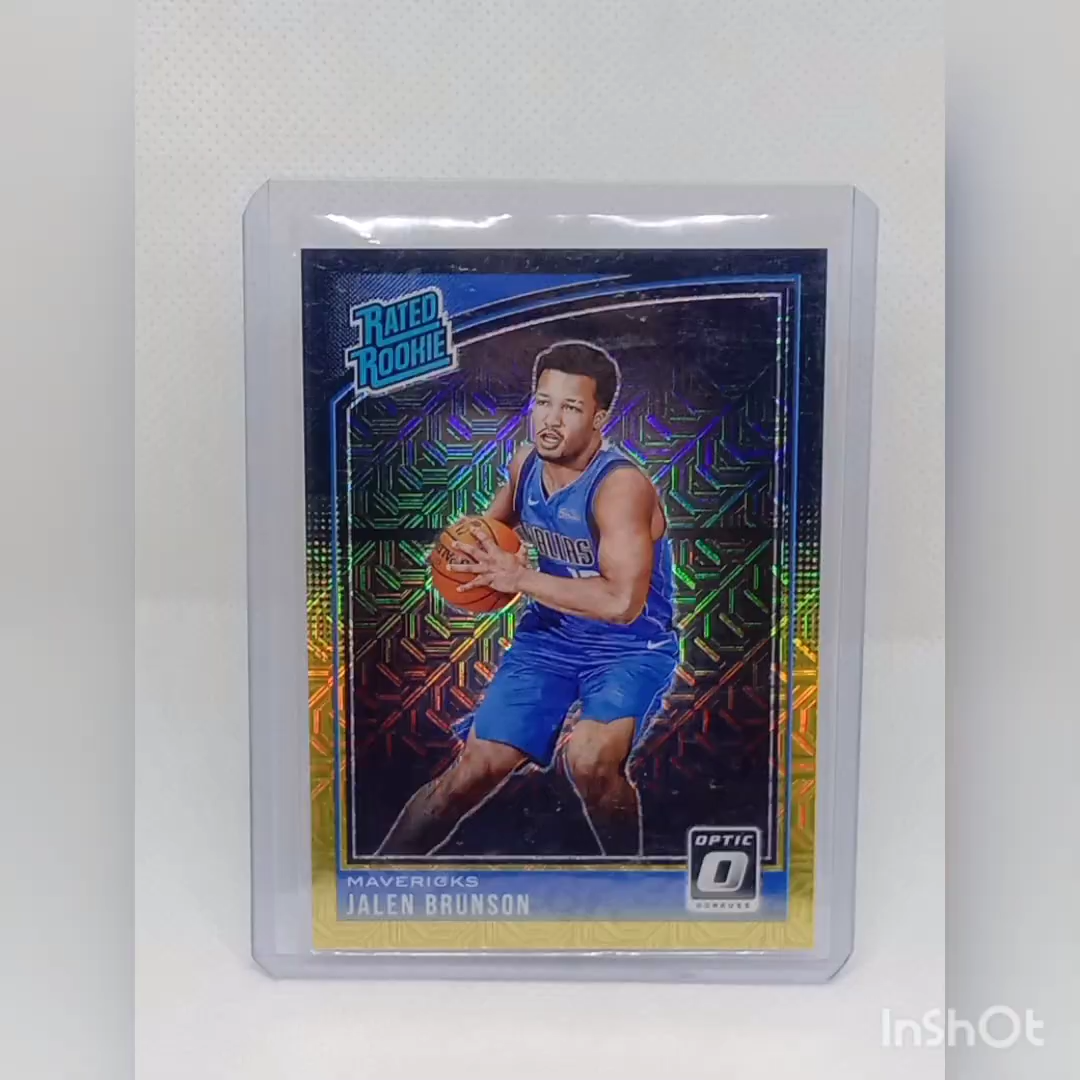 RATED
ROOKIE
DALLAS
OPTIC
O
DONRUSS
MAVERICKS
JALEN BRUNSON
InShOt